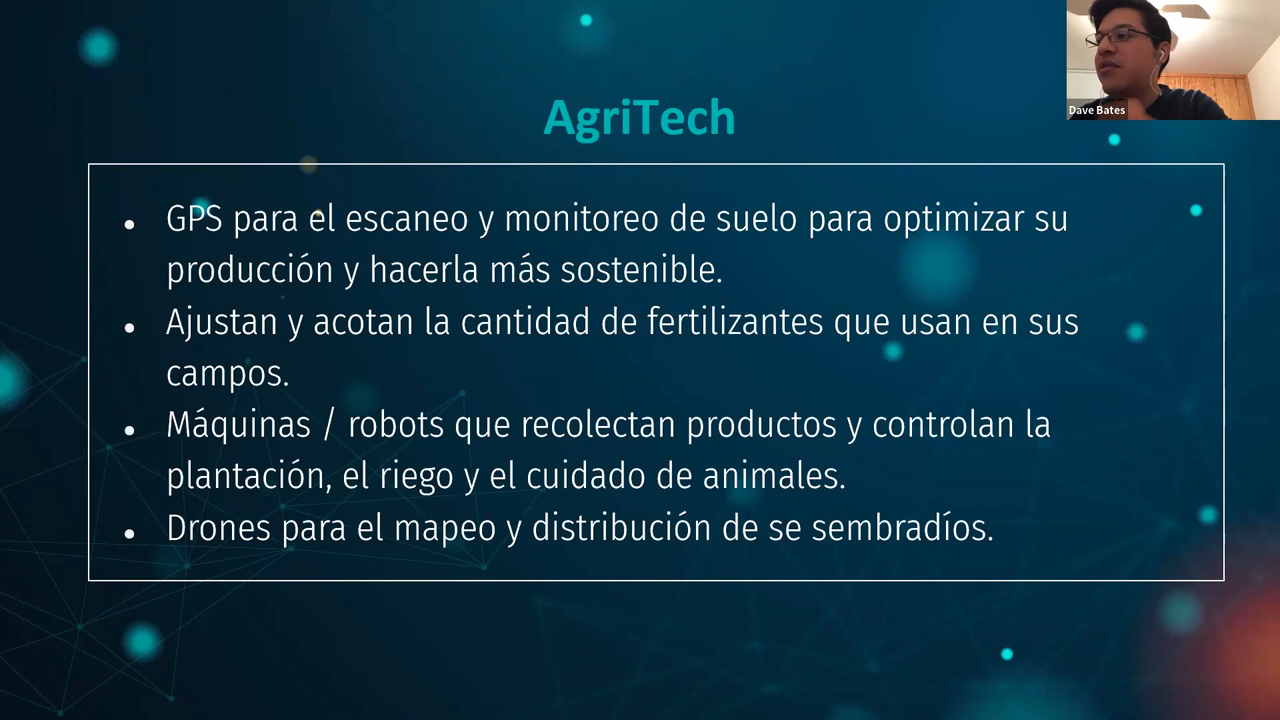 AgriTech
Dave Bates
• GPS para el escaneo y monitoreo de suelo para optimizar su
producción y hacerla más sostenible.
• Ajustan y acotan la cantidad de fertilizantes que usan en sus
campos.
• Máquinas / robots que recolectan productos y controlan la
plantación, el riego y el cuidado de animales.
• Drones para el mapeo y distribución de se sembradíos.